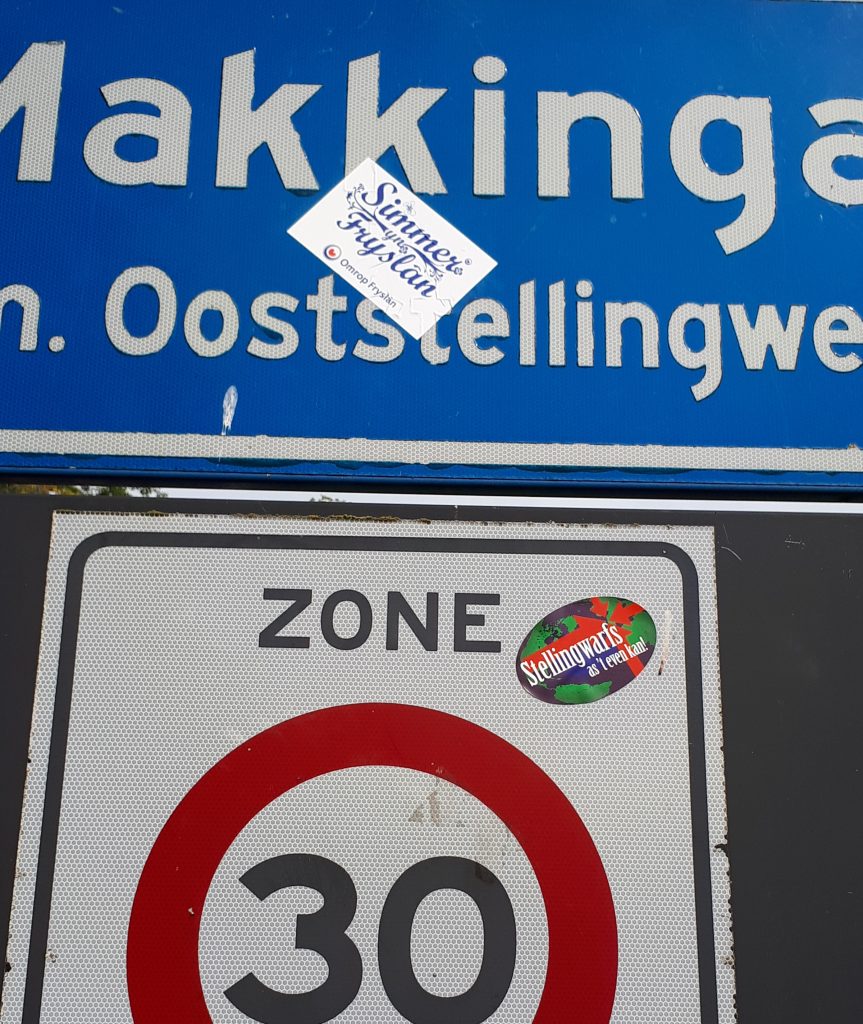 Makkinga
m. Ooststellingwe
Simmer
yn
Fryslân
Omrop Fryslân
ZONE
Stellingwarfs
as 't even kan!
30